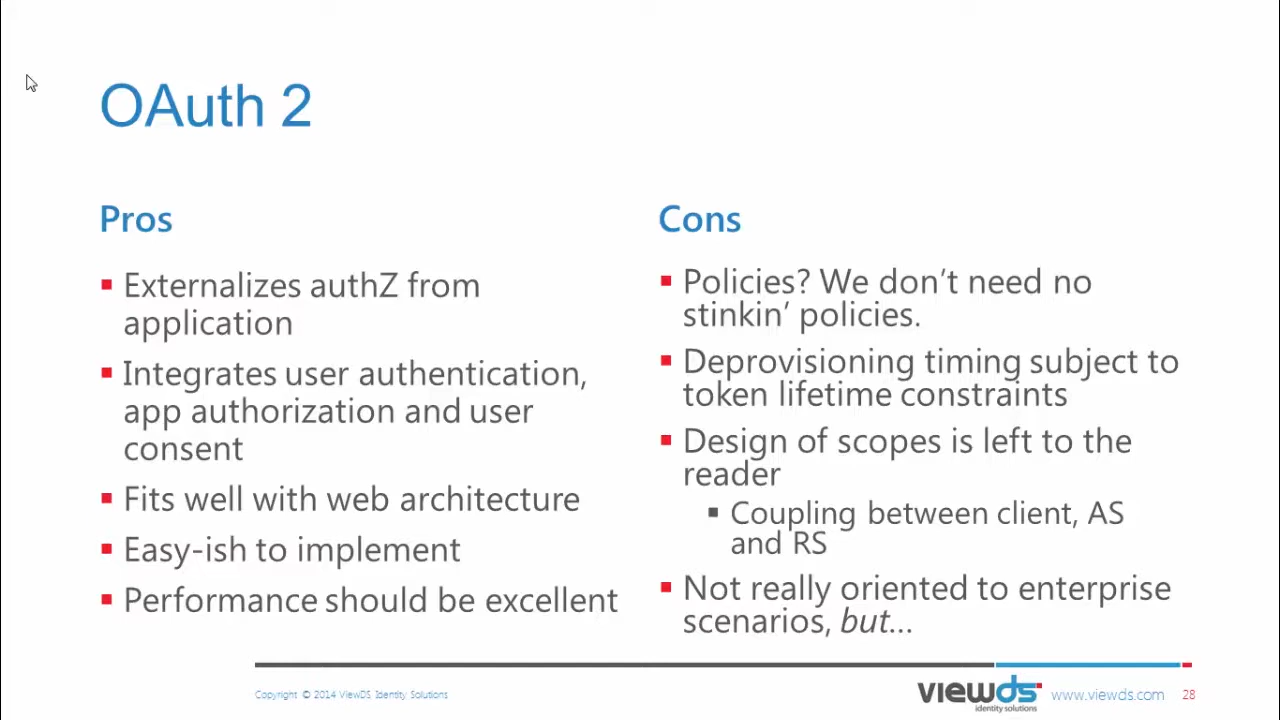 OAuth 2
Pros
Externalizes authZ from
application
Integrates user authentication,
app authorization and user
consent
Fits well with web architecture
Easy-ish to implement
Performance should be excellent
Cons
Policies? We don’t need no
stinkin’ policies.
Deprovisioning timing subject to
token lifetime constraints
Design of scopes is left to the
reader
Coupling between client, AS
and RS
Not really oriented to enterprise
scenarios, but…
Copyright © 2014 ViewDS Identity Solutions
viewds
identity solutions
www.viewds.com
28